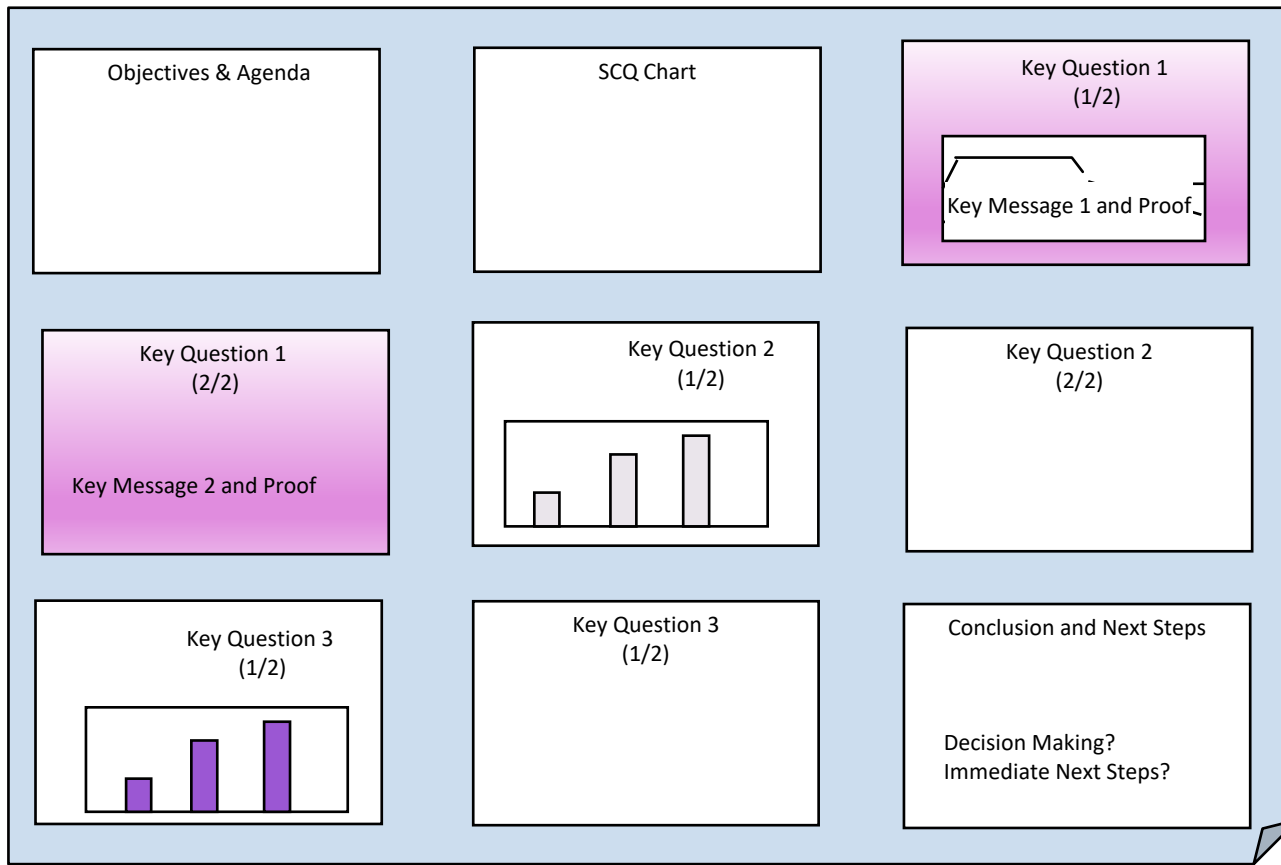 Objectives & Agenda
SCQ Chart
Key Question 1
(1/2)
Key Message 1 and Proof
Key Question 1
(2/2)
Key Message 2 and Proof
Key Question 2
(1/2)
Key Question 2
(2/2)
Key Question 3
(1/2)
Key Question 3
(1/2)
Conclusion and Next Steps
Decision Making?
Immediate Next Steps?